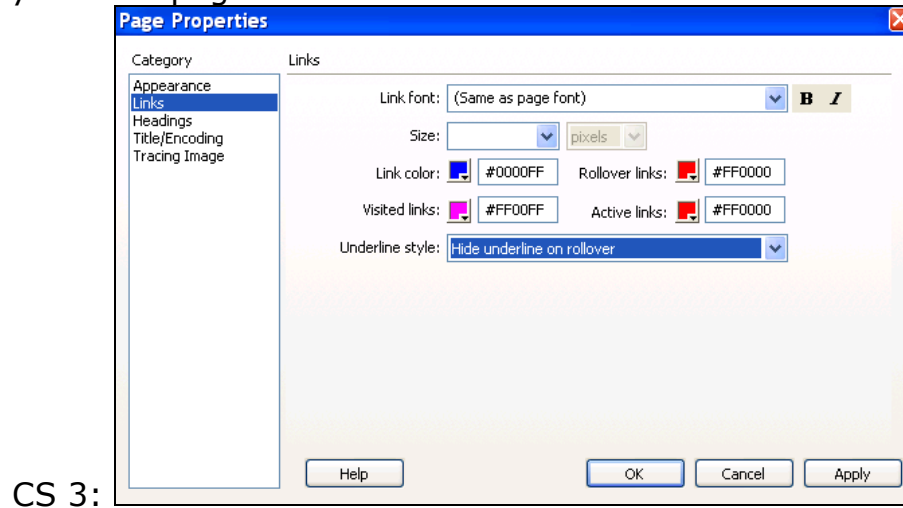 Page Properties
Category
Links
Appearance
Links
Headings
Title/Encoding
Tracing Image
Link font: (Same as page font) B I
Size: pixels
Link color: #0000FF Rollover links: #FF0000
Visited links: #FF00FF Active links: #FF0000
Underline style: Hide underline on rollover
Help OK Cancel Apply
CS 3: